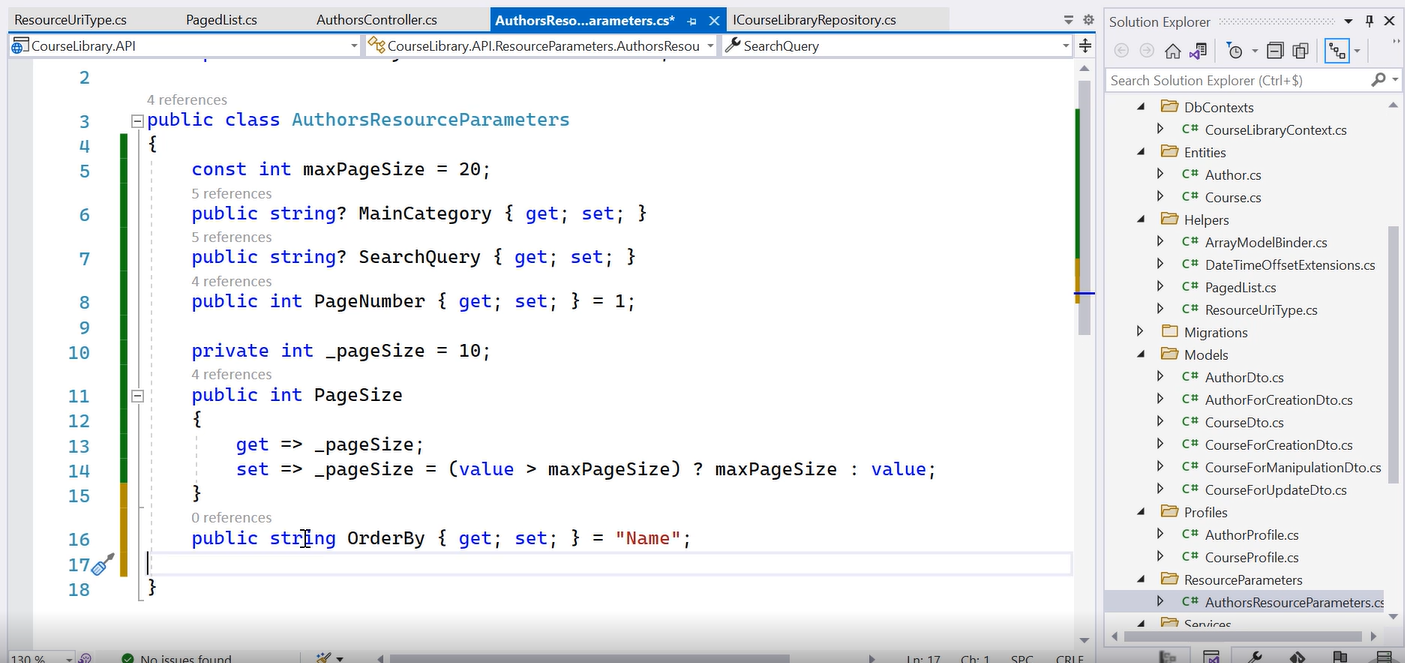 ResourceUriType.cs PagedList.cs AuthorsController.cs AuthorsReso...arameters.cs* ICourseLibraryRepository.cs
CourseLibrary.API CourseLibrary.API.ResourceParameters.AuthorsResou SearchQuery
2
4 references
3 public class AuthorsResourceParameters
4 {
5 const int maxPageSize = 20;
5 references
6 public string? MainCategory { get; set; }
5 references
7 public string? SearchQuery { get; set; }
4 references
8 public int PageNumber { get; set; } = 1;
9
10 private int _pageSize = 10;
4 references
11 public int PageSize
12 {
13 get => _pageSize;
14 set => _pageSize = (value > maxPageSize) ? maxPageSize : value;
15 }
0 references
16 public string OrderBy { get; set; } = "Name";
17
18 }
130 % No issues found Ln: 17 Ch: 1 SPC CRLF
Solution Explorer
Search Solution Explorer (Ctrl+$)
DbContexts
C# CourseLibraryContext.cs
Entities
C# Author.cs
C# Course.cs
Helpers
C# ArrayModelBinder.cs
C# DateTimeOffsetExtensions.cs
C# PagedList.cs
C# ResourceUriType.cs
Migrations
Models
C# AuthorDto.cs
C# AuthorForCreationDto.cs
C# CourseDto.cs
C# CourseForCreationDto.cs
C# CourseForManipulationDto.cs
C# CourseForUpdateDto.cs
Profiles
C# AuthorProfile.cs
C# CourseProfile.cs
ResourceParameters
C# AuthorsResourceParameters.cs
Services